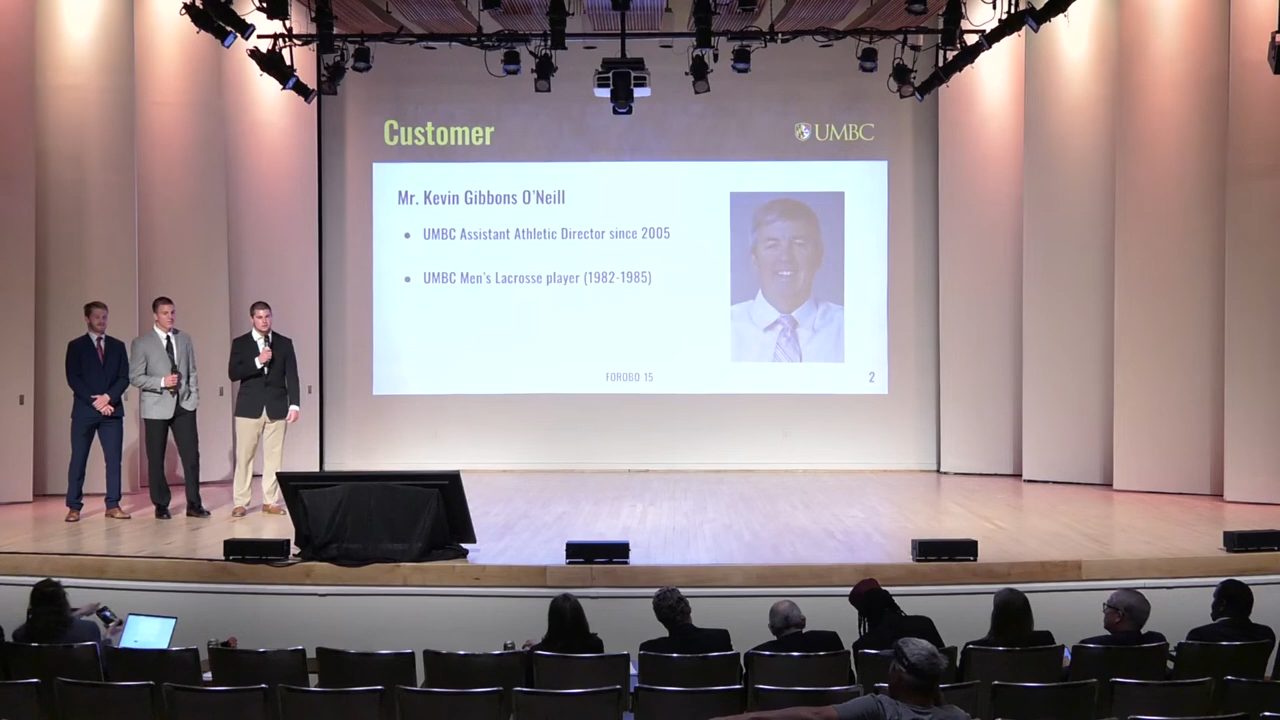 Customer
UMBC
Mr. Kevin Gibbons O'Neill
● UMBC Assistant Athletic Director since 2005
● UMBC Men's Lacrosse player (1982-1985)
FOROBO 15
2